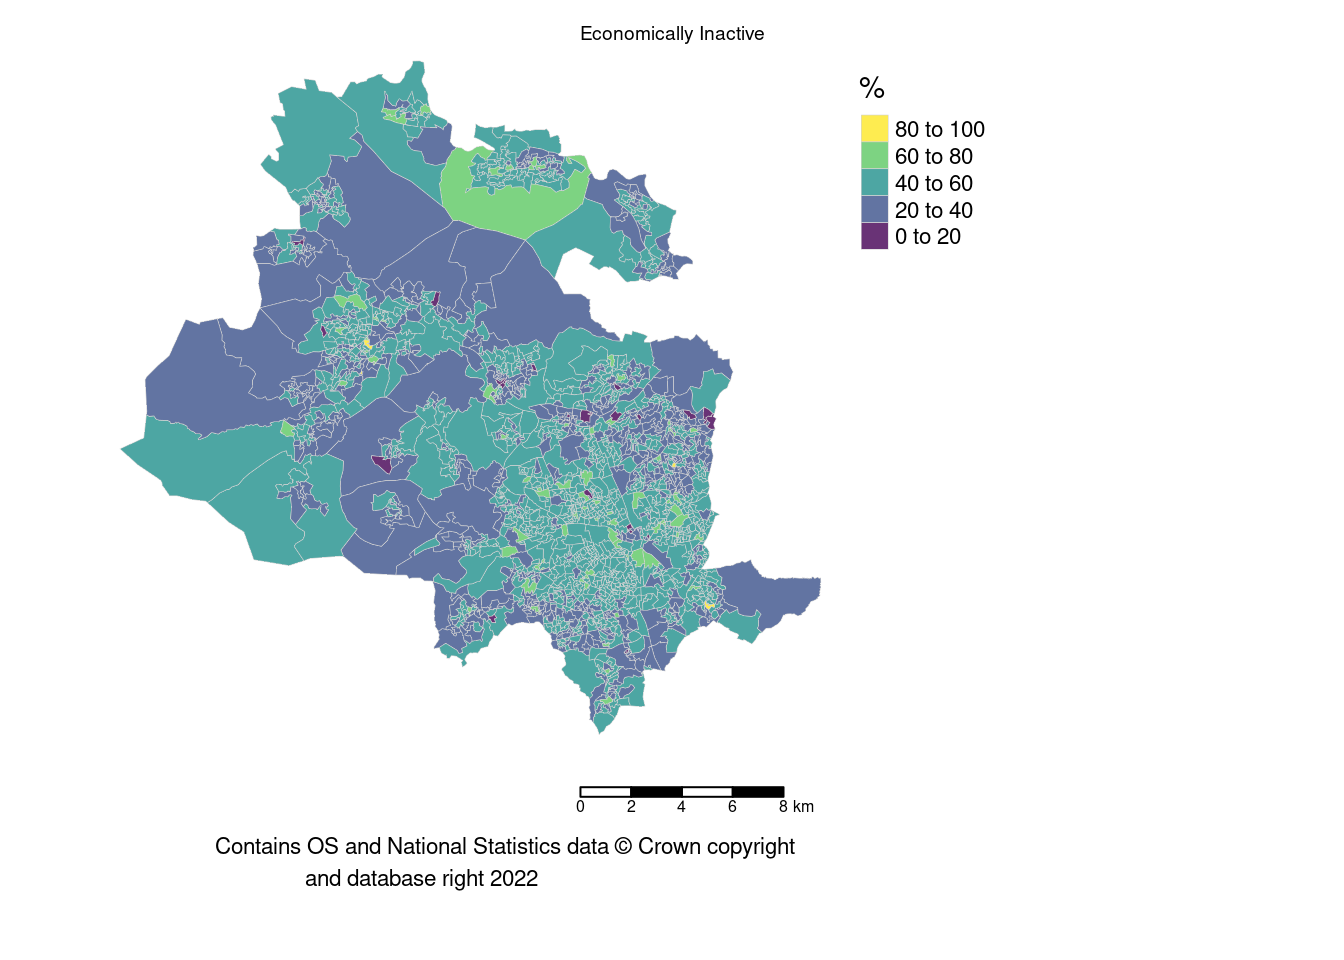 Economically Inactive
%
80 to 100
60 to 80
40 to 60
20 to 40
0 to 20
0 2 4 6 8 km
Contains OS and National Statistics data © Crown copyright
and database right 2022